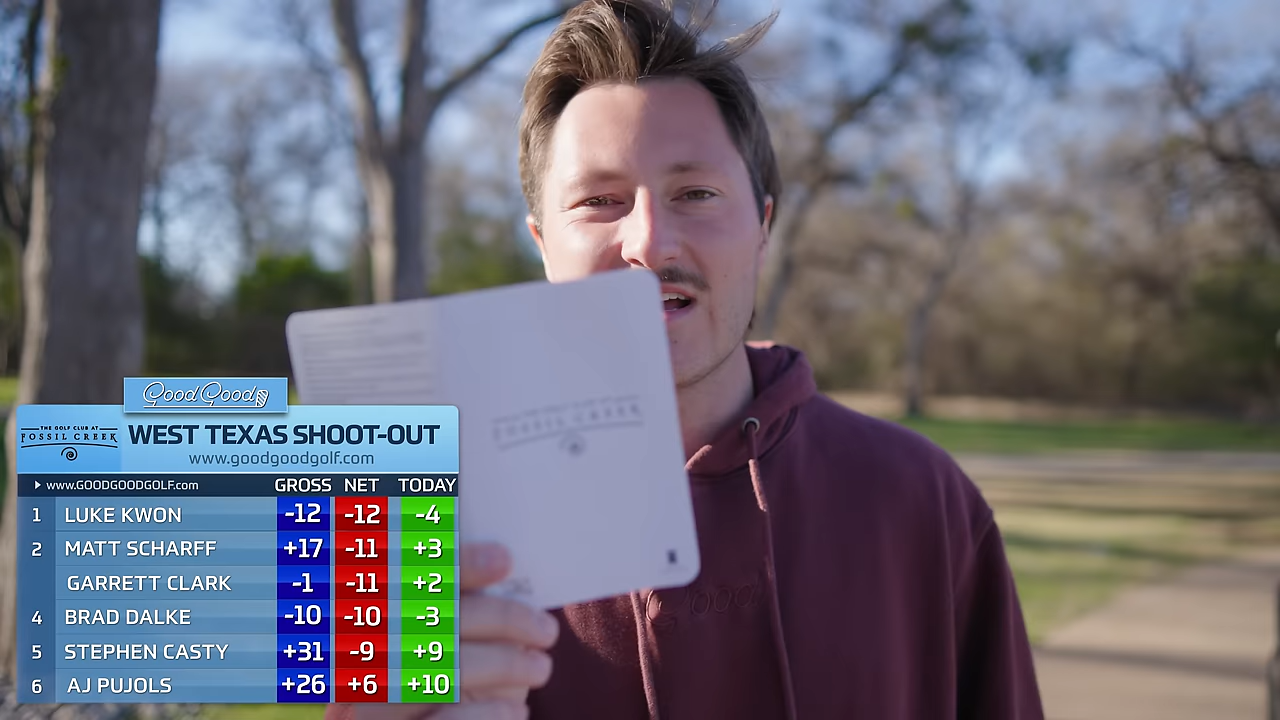 FOSSIL CREEK
GoodGood
THE GOLF CLUB AT
FOSSIL CREEK
WEST TEXAS SHOOT-OUT
www.goodgoodgolf.com
www.GOODGOODGOLF.com GROSS NET TODAY
1 LUKE KWON -12 -12 -4
2 MATT SCHARFF +17 -11 +3
GARRETT CLARK -1 -11 +2
4 BRAD DALKE -10 -10 -3
5 STEPHEN CASTY +31 -9 +9
6 AJ PUJOLS +26 +6 +10